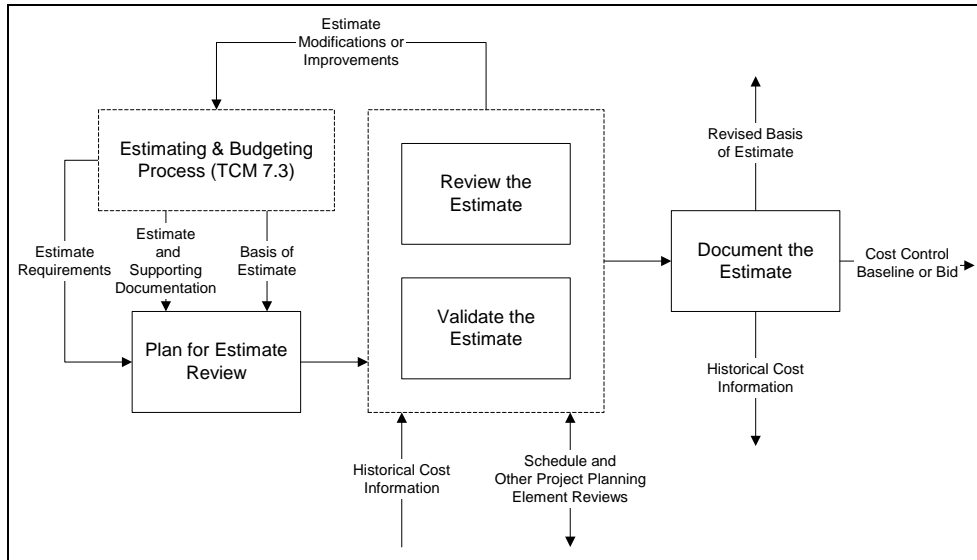 Estimate
Modifications or
Improvements
Estimating & Budgeting
Process (TCM 7.3)
Estimate
Requirements
Estimate
and
Supporting
Documentation
Basis of
Estimate
Plan for Estimate
Review
Review the
Estimate
Validate the
Estimate
Historical Cost
Information
Schedule and
Other Project Planning
Element Reviews
Revised Basis
of Estimate
Document the
Estimate
Cost Control
Baseline or Bid
Historical Cost
Information